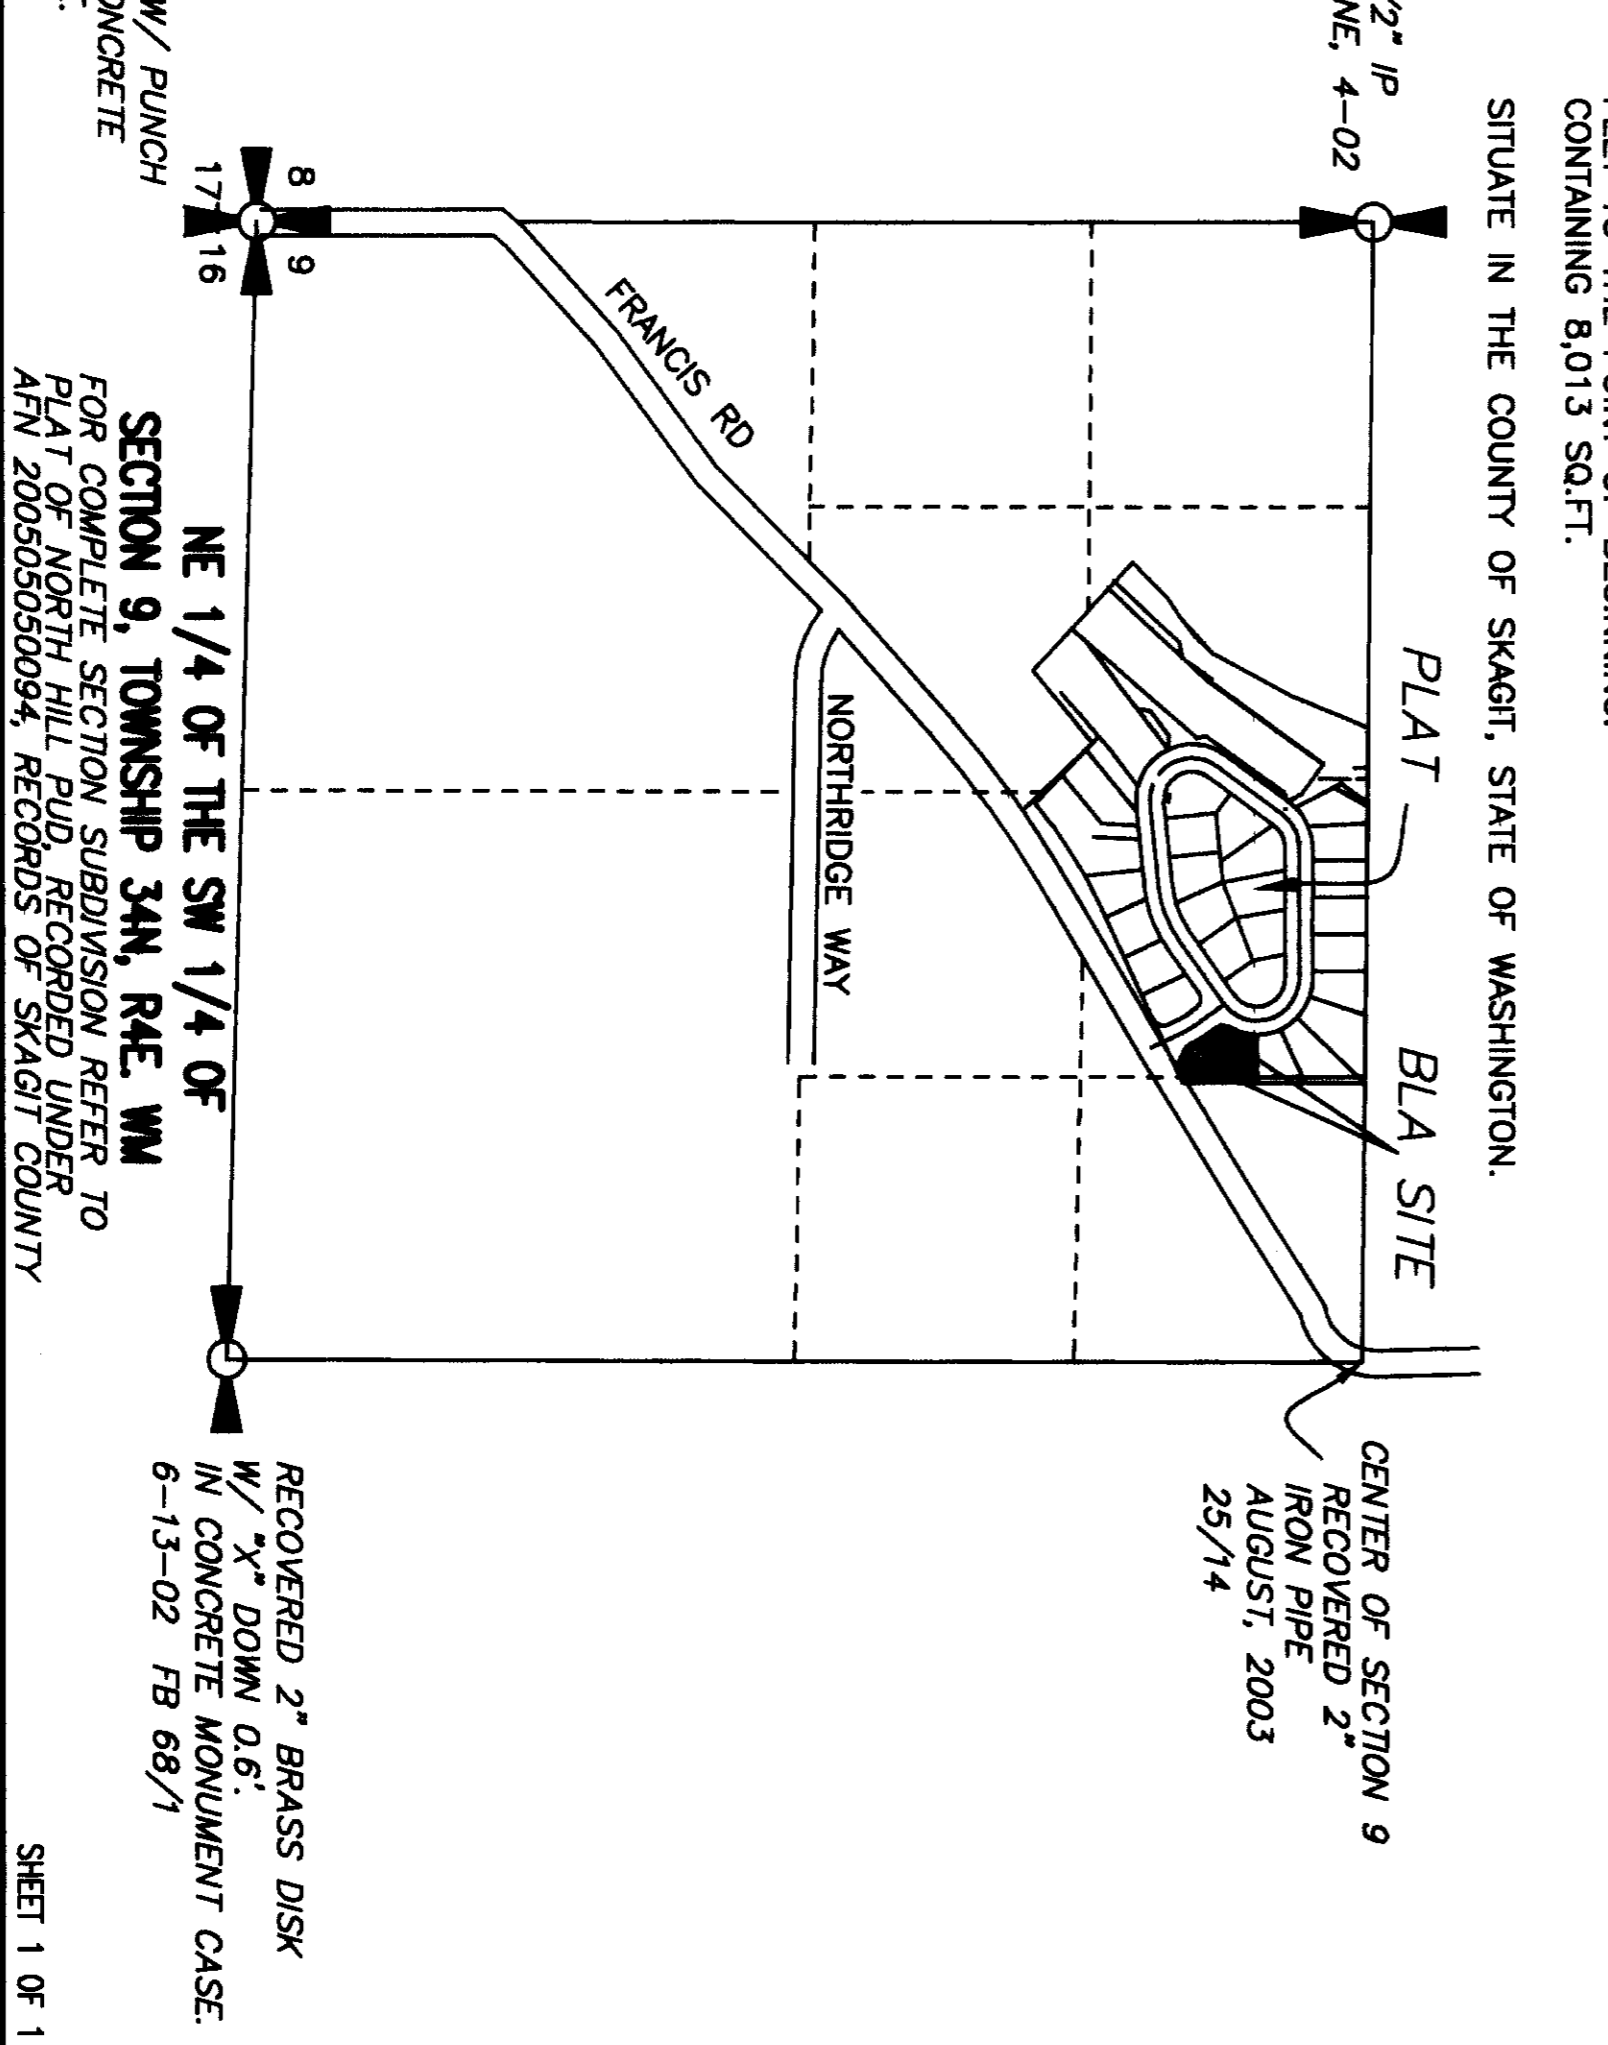 CONTAINING 8,013 SQ.FT.
SITUATE IN THE COUNTY OF SKAGIT, STATE OF WASHINGTON.
/2" IP
NE, 4-02
PLAT
BLA SITE
CENTER OF SECTION 9
RECOVERED 2"
IRON PIPE
AUGUST, 2003
25/14
FRANCIS RD
NORTHRIDGE WAY
8
9
17
16
W/ PUNCH
ONCRETE
RECOVERED 2" BRASS DISK
W/ "X" DOWN 0.6'.
IN CONCRETE MONUMENT CASE.
6-13-02 FB 68/1
NE 1/4 OF THE SW 1/4 OF
SECTION 9, TOWNSHIP 34N, R4E. WM
FOR COMPLETE SECTION SUBDIVISION REFER TO
PLAT OF NORTH HILL PUD, RECORDED UNDER
AFN 200505050094, RECORDS OF SKAGIT COUNTY
SHEET 1 OF 1